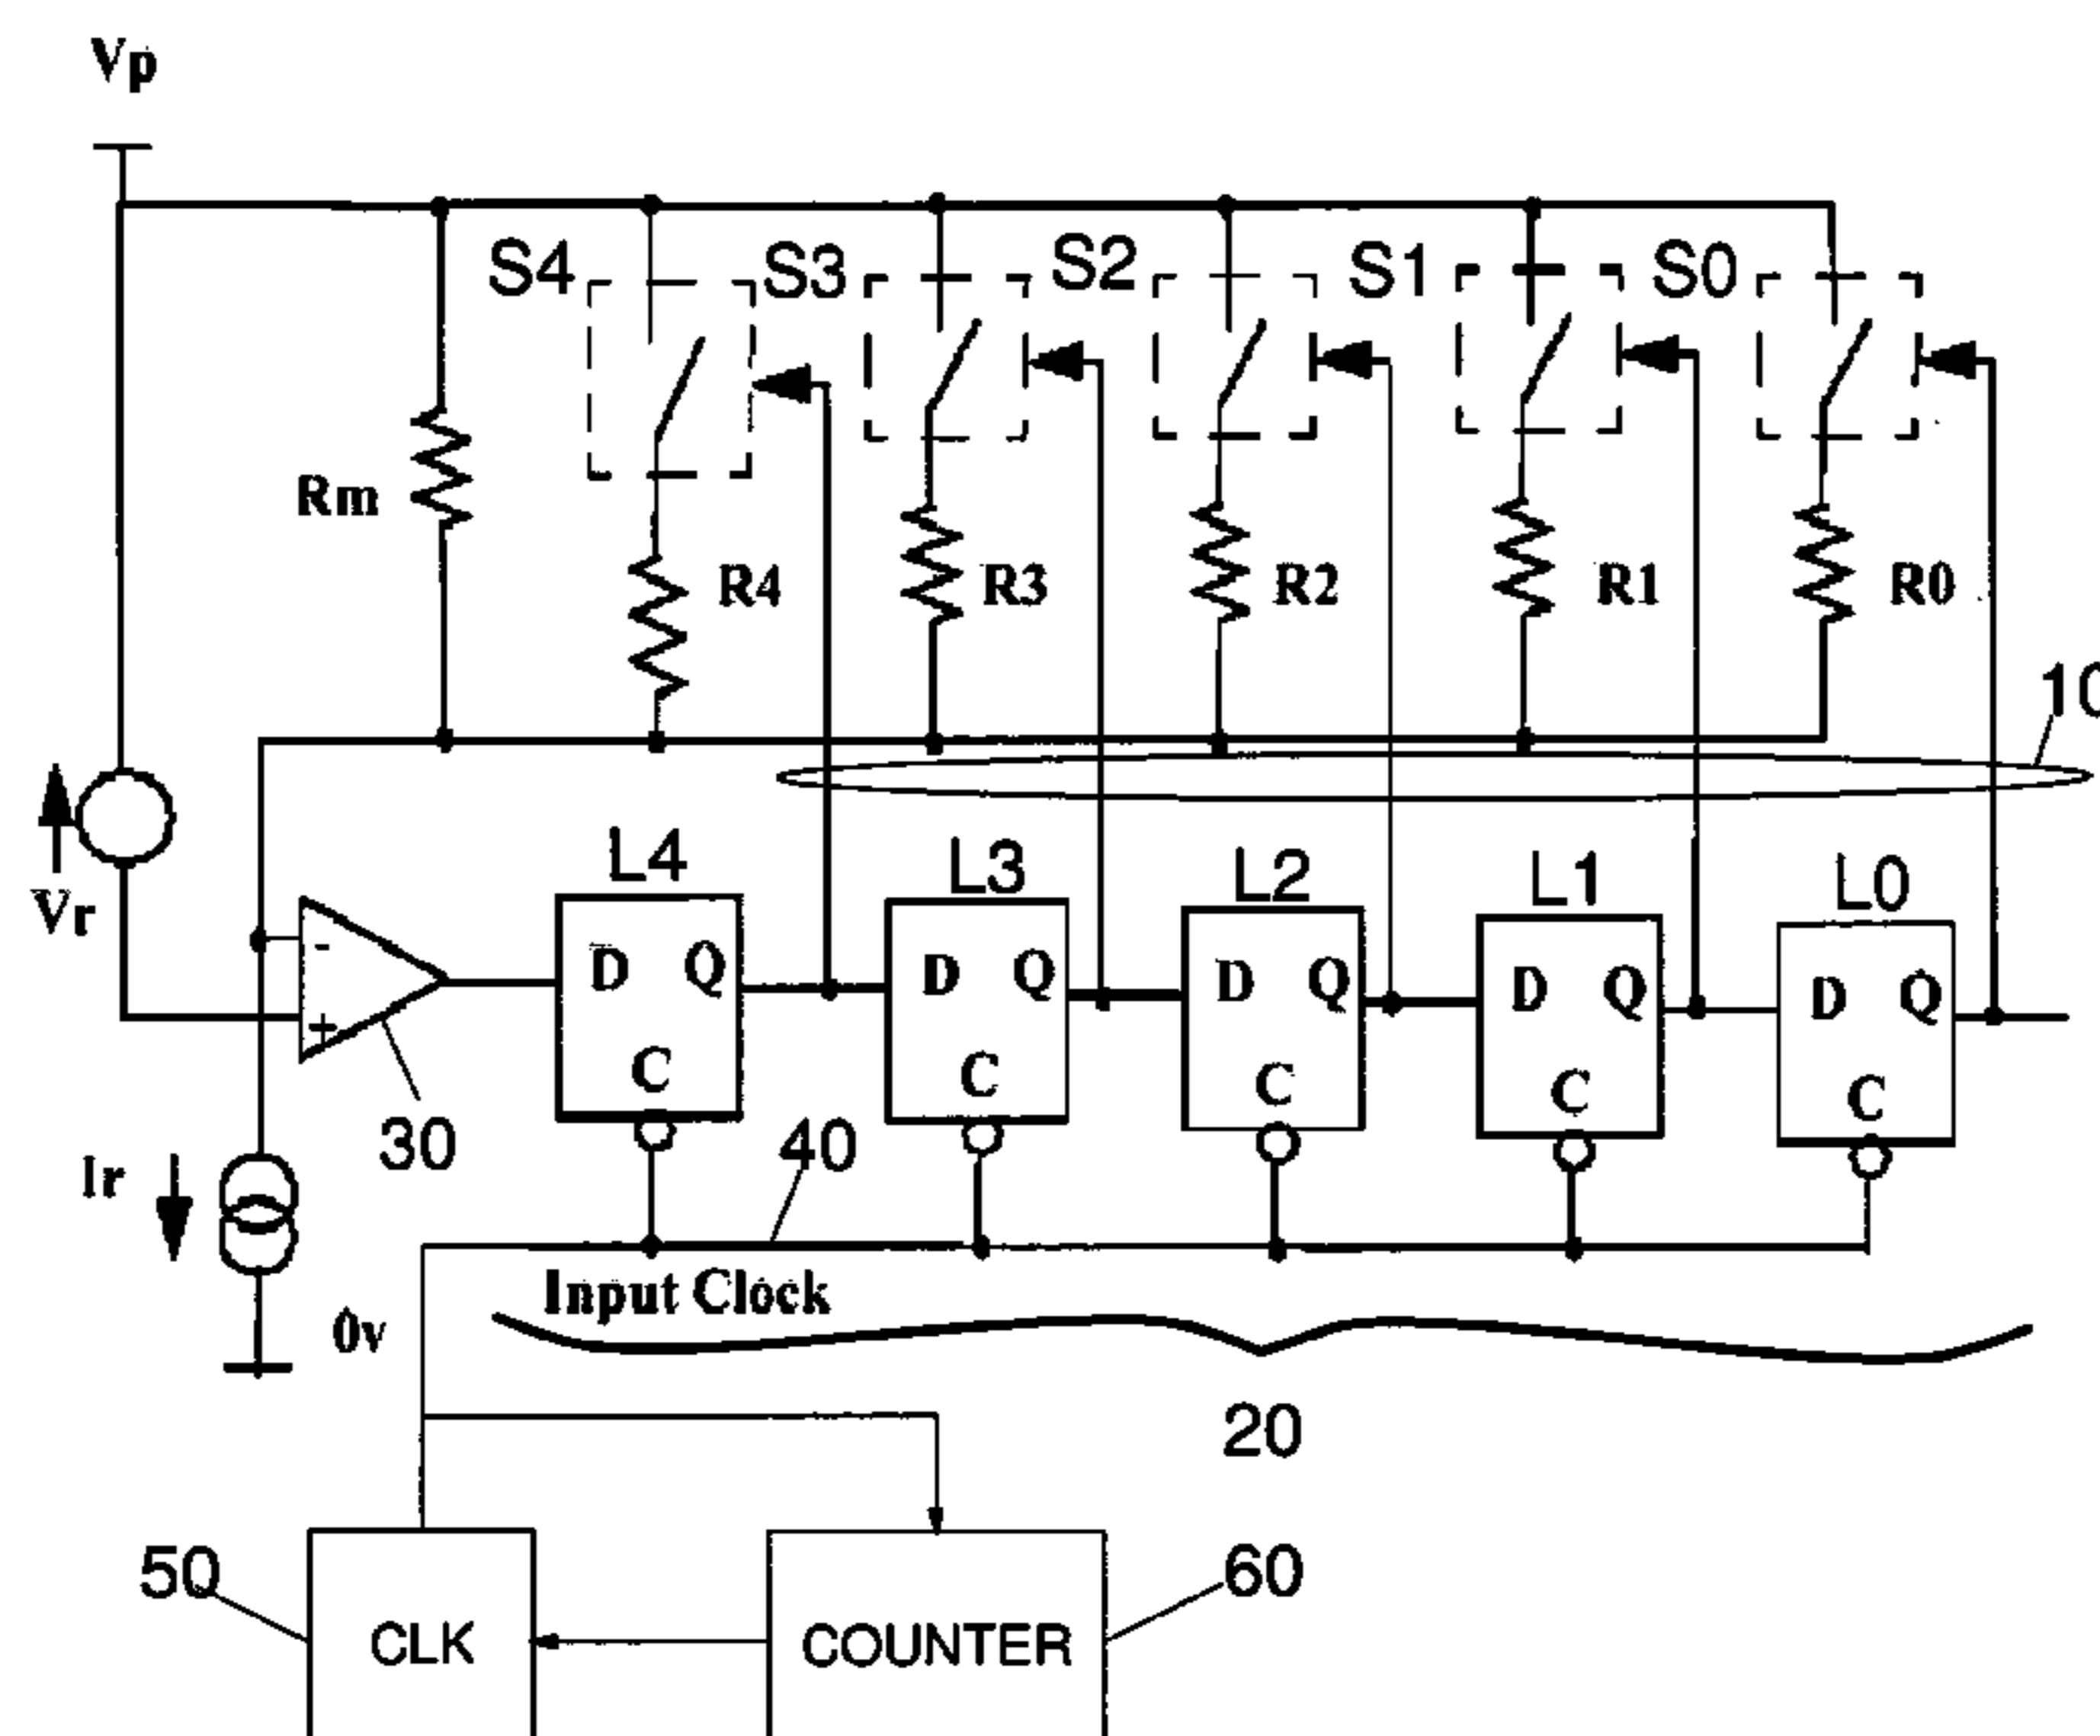 Vp
S4 S3 S2 S1 S0
Rm
R4 R3 R2 R1 R0
Vr
L4 L3 L2 L1 L0
-
+
D Q D Q D Q D Q D Q
C C C C C
30
40
Ir
0v
Input Clock
20
50
60
CLK
COUNTER